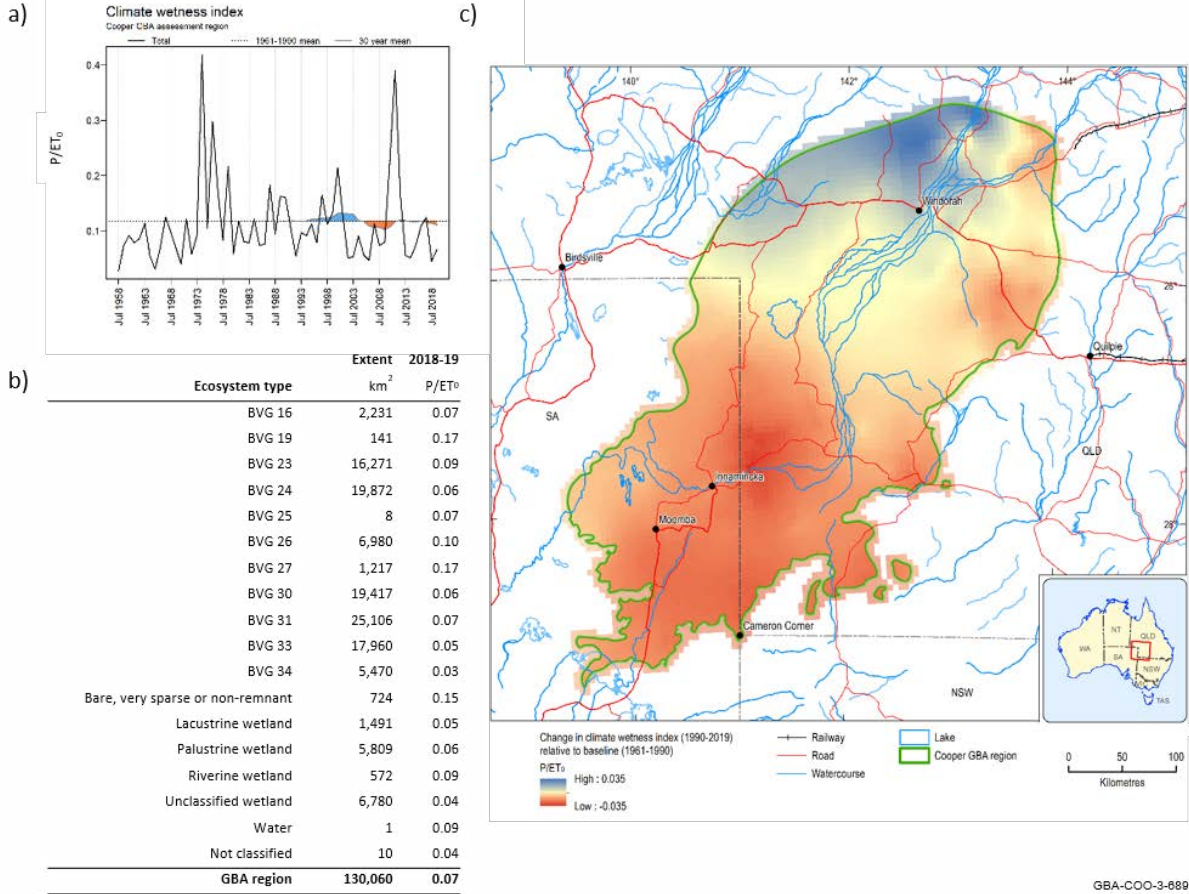 a)
Climate wetness index
Cooper GBA assessment region
Total 1961-1990 mean 30 year mean
0.4
0.3
0.2
0.1
P/ET0
Jul 1958
Jul 1963
Jul 1968
Jul 1973
Jul 1978
Jul 1983
Jul 1988
Jul 1993
Jul 1998
Jul 2003
Jul 2008
Jul 2013
Jul 2018
b)
Extent 2018-19
Ecosystem type km2 P/ET0
BVG 16 2,231 0.07
BVG 19 141 0.17
BVG 23 16,271 0.09
BVG 24 19,872 0.06
BVG 25 8 0.07
BVG 26 6,980 0.10
BVG 27 1,217 0.17
BVG 30 19,417 0.06
BVG 31 25,106 0.07
BVG 33 17,960 0.05
BVG 34 5,470 0.03
Bare, very sparse or non-remnant 724 0.15
Lacustrine wetland 1,491 0.05
Palustrine wetland 5,809 0.06
Riverine wetland 572 0.09
Unclassified wetland 6,780 0.04
Water 1 0.09
Not classified 10 0.04
GBA region 130,060 0.07
c)
140° 142° 144°
Windorah
Birdsville
26°
Quilpie
SA
QLD
Innamincka
Moomba
28°
Cameron Corner
NSW
NT
QLD
WA
SA
NSW
TAS
Change in climate wetness index (1990-2019)
relative to baseline (1961-1990)
P/ET0
High : 0.035
Low : -0.035
Railway
Road
Watercourse
Lake
Cooper GBA region
0 50 100
Kilometres
GBA-COO-3-689